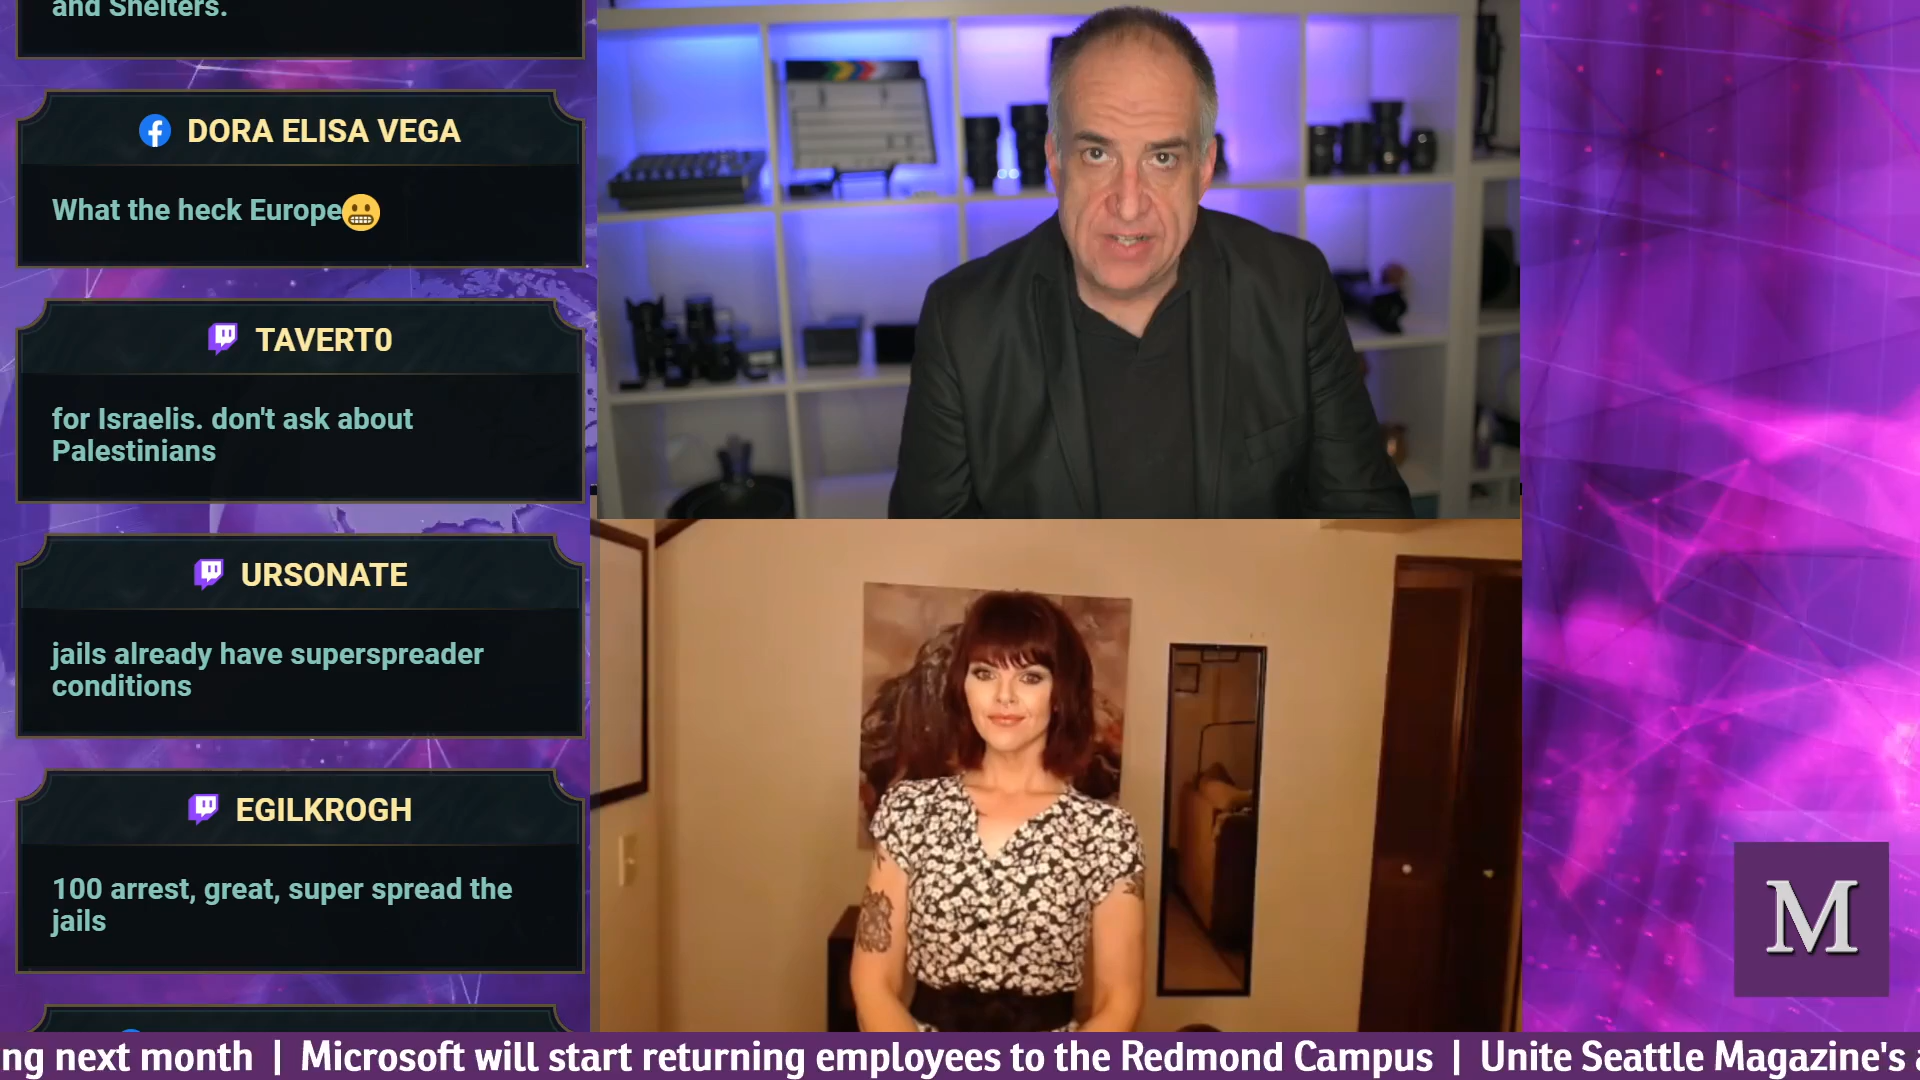 and Shelters.
DORA ELISA VEGA
What the heck Europe😬
TAVERT0
for Israelis. don't ask about
Palestinians
URSONATE
jails already have superspreader
conditions
EGILKROGH
100 arrest, great, super spread the
jails
M
ng next month | Microsoft will start returning employees to the Redmond Campus | Unite Seattle Magazine's